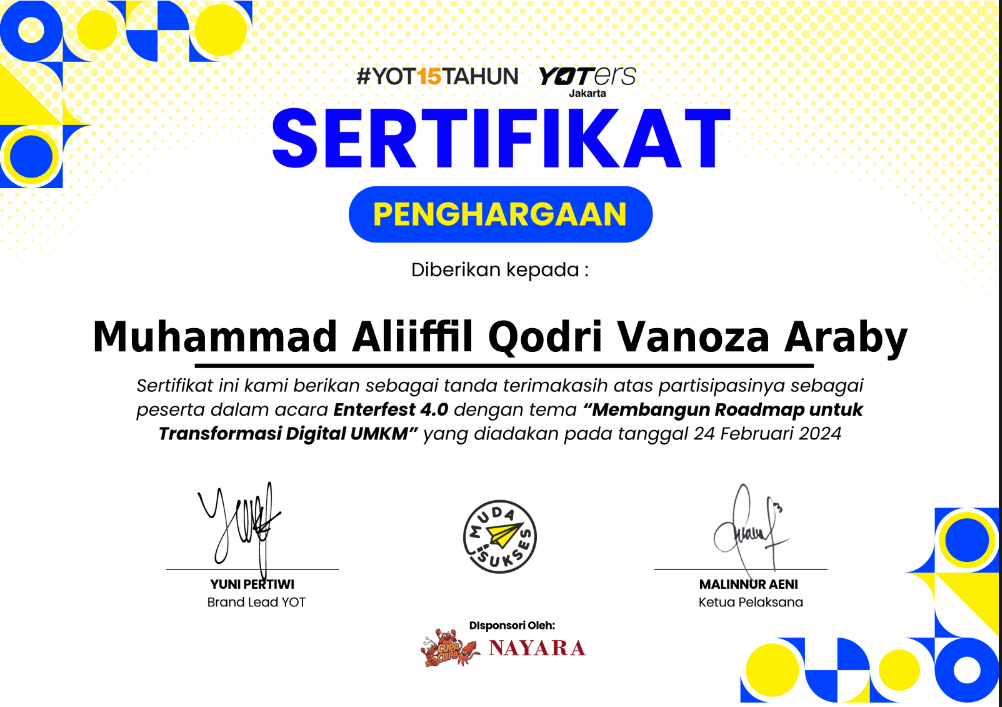 #YOT15TAHUN YOTers
Jakarta
SERTIFIKAT
PENGHARGAAN
Diberikan kepada :
Muhammad Aliiffil Qodri Vanoza Araby
Sertifikat ini kami berikan sebagai tanda terimakasih atas partisipasinya sebagai
peserta dalam acara Enterfest 4.0 dengan tema “Membangun Roadmap untuk
Transformasi Digital UMKM” yang diadakan pada tanggal 24 Februari 2024
MUDA
SUKSES
YUNI PERTIWI
Brand Lead YOT
MALINNUR AENI
Ketua Pelaksana
Disponsori Oleh:
CUPA
CUPA
NAYARA